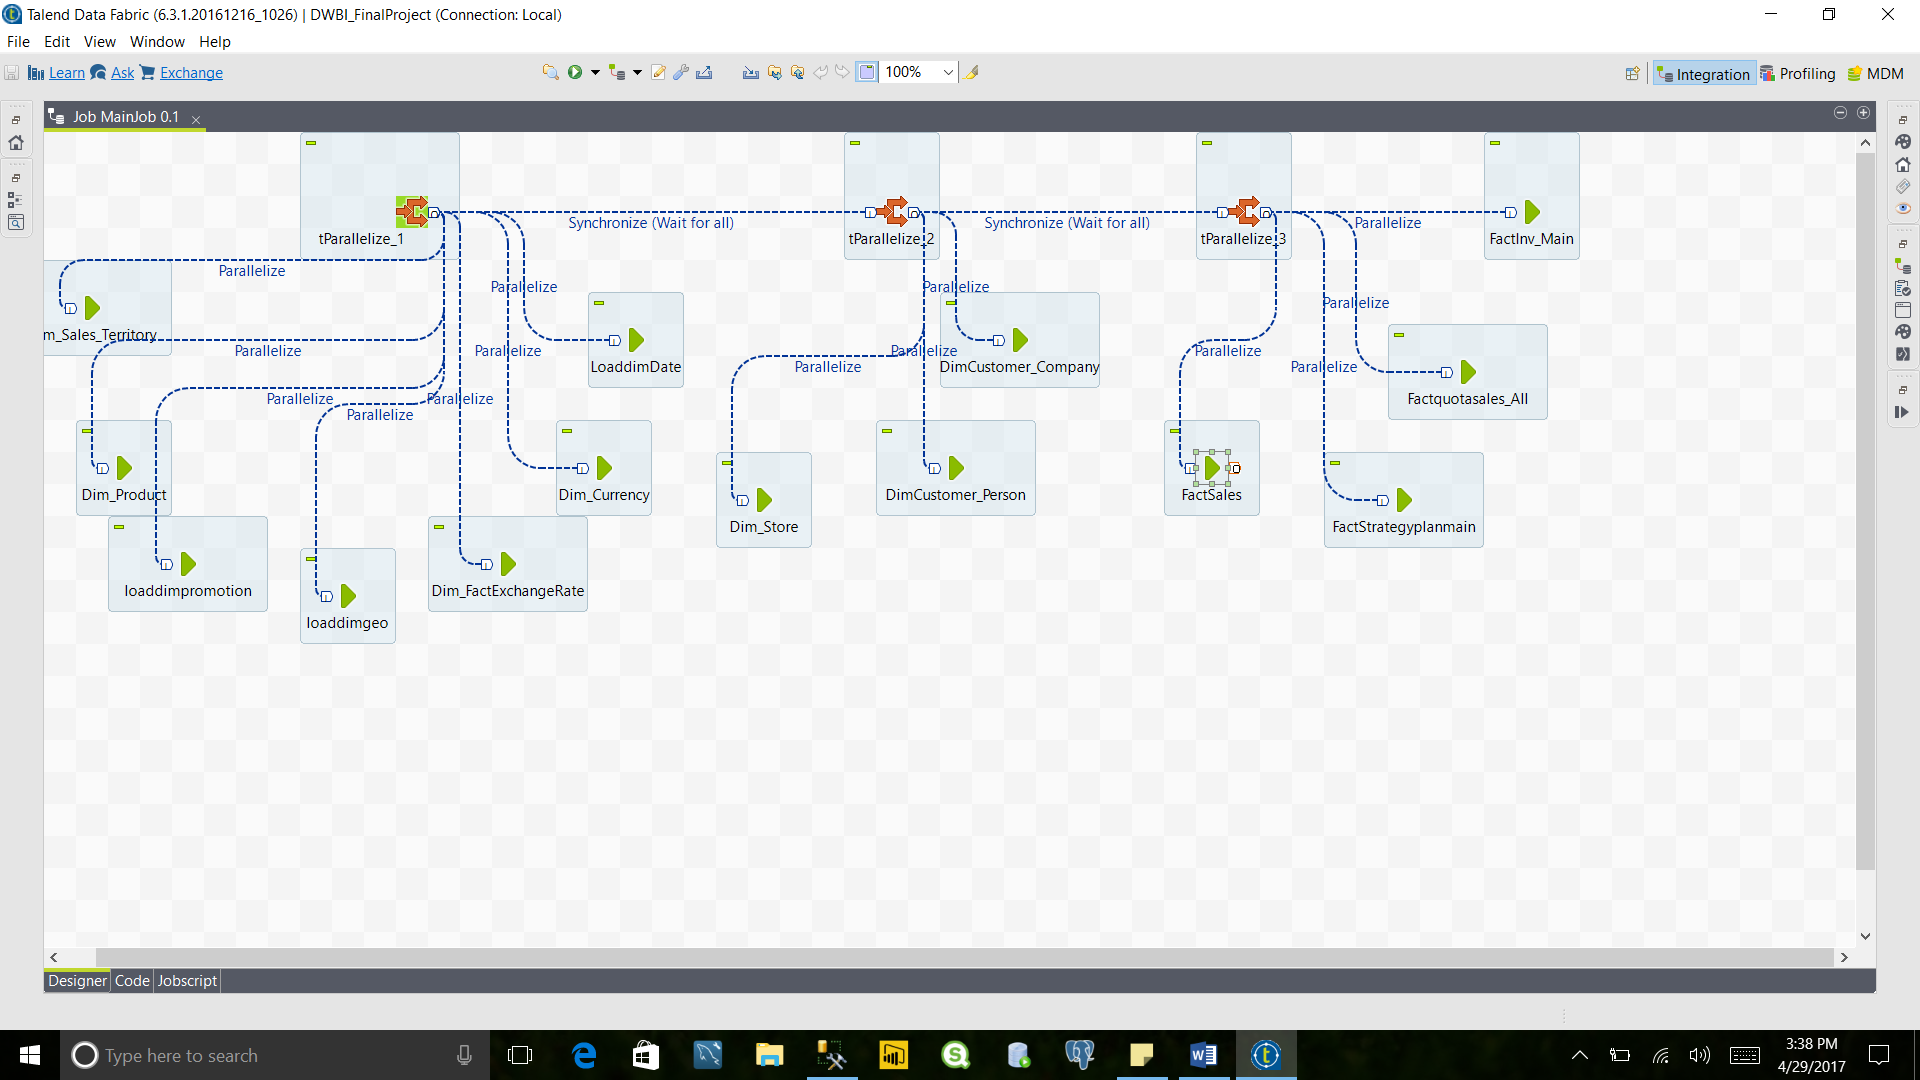 Talend Data Fabric (6.3.1.20161216_1026) | DWBI_FinalProject (Connection: Local)
File Edit View Window Help
Learn Ask Exchange 100% Integration Profiling MDM
Job MainJob 0.1
Synchronize (Wait for all) Synchronize (Wait for all) Parallelize
tParallelize_1 tParallelize_2 tParallelize_3 FactInv_Main
Parallelize
Parallelize Parallelize
Parallelize
m_Sales_Territory
Parallelize Parallelize Parallelize Parallelize
LoaddimDate Parallelize DimCustomer_Company Parallelize
Parallelize Parallelize Factquotasales_All
Parallelize
Dim_Product Dim_Currency DimCustomer_Person FactSales
Dim_Store FactStrategyplanmain
loaddimpromotion Dim_FactExchangeRate
loaddimgeo
Designer Code Jobscript
Type here to search
3:38 PM
4/29/2017